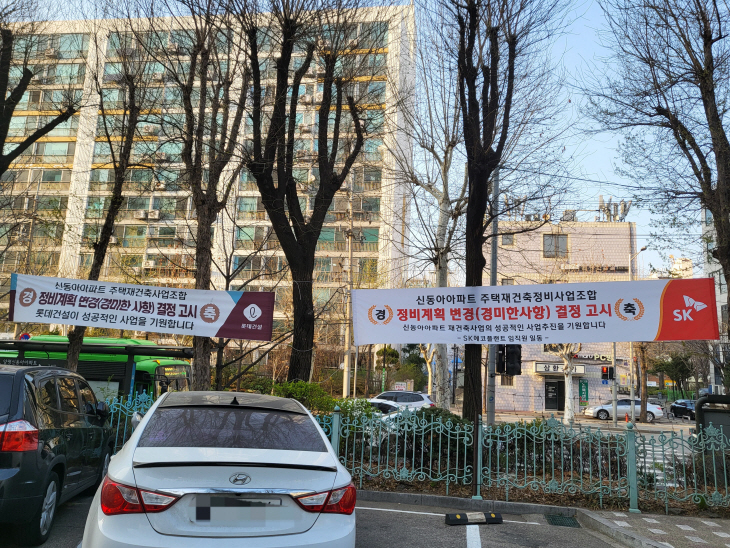 신동아아파트 주택재건축사업조합
경 정비계획 변경(경미한 사항) 결정 고시 축
롯데건설이 성공적인 사업을 기원합니다
롯데건설
신동아아파트 주택재건축정비사업조합
경 정비계획 변경(경미한사항) 결정 고시 축
신동아아파트 재건축사업의 성공적인 사업추진을 기원합니다
- SK에코플랜트 임직원 일동 -
SK